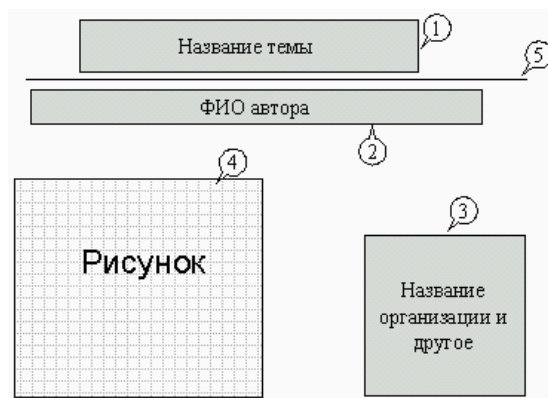 Название темы
1
5
ФИО автора
2
4
3
Рисунок
Название
организации и
другое